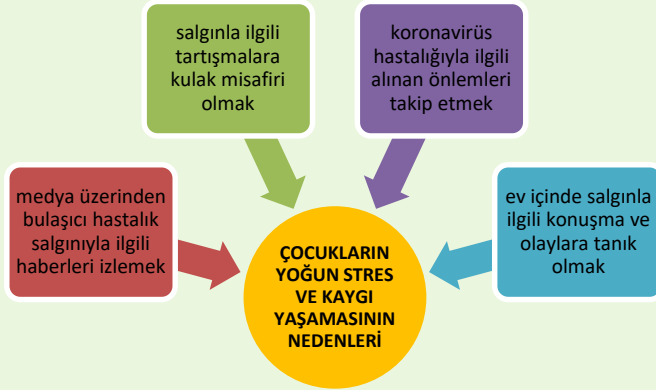 salgınla ilgili
tartışmalara
kulak misafiri
olmak
koronavirüs
hastalığıyla ilgili
alınan önlemleri
takip etmek
medya üzerinden
bulaşıcı hastalık
salgınıyla ilgili
haberleri izlemek
ev içinde salgınla
ilgili konuşma ve
olaylara tanık
olmak
ÇOCUKLARIN
YOĞUN STRES
VE KAYGI
YAŞAMASININ
NEDENLERİ